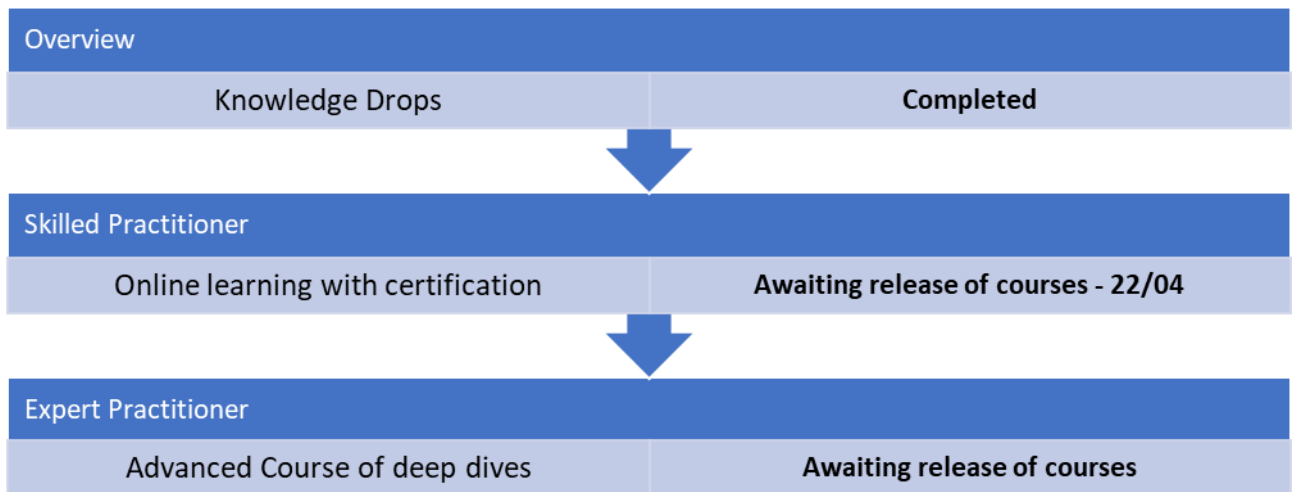 Overview
Knowledge Drops
Completed
Skilled Practitioner
Online learning with certification
Awaiting release of courses - 22/04
Expert Practitioner
Advanced Course of deep dives
Awaiting release of courses